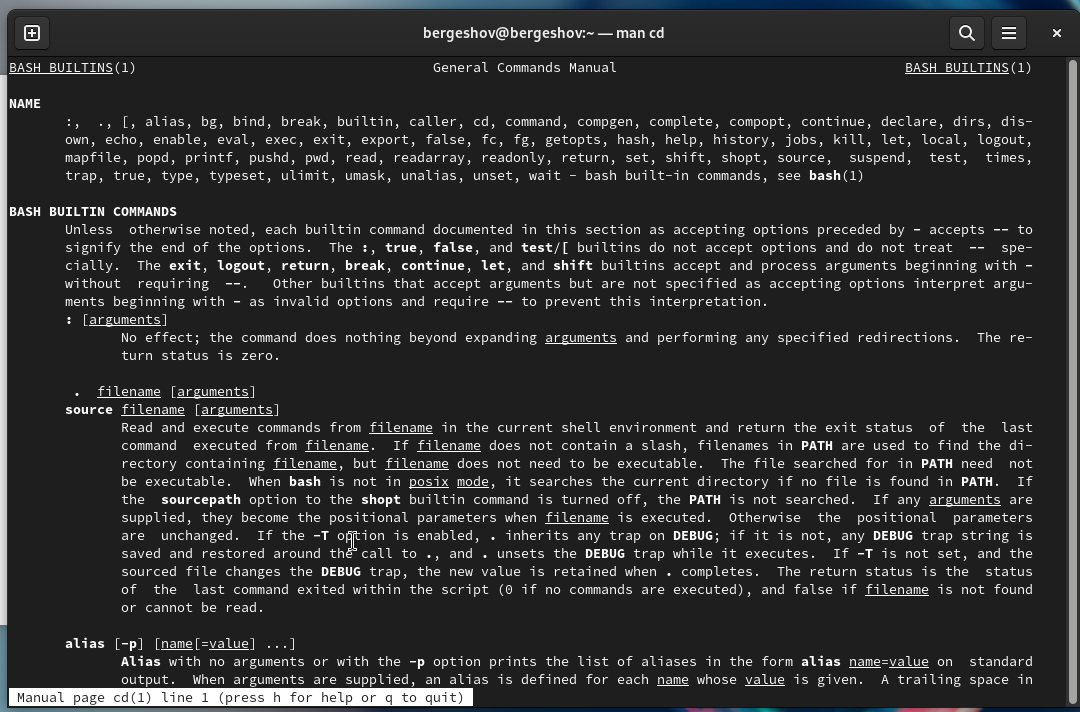 bergeshov@bergeshov:~ — man cd
BASH BUILTINS(1) General Commands Manual BASH BUILTINS(1)
NAME
:, ., [, alias, bg, bind, break, builtin, caller, cd, command, compgen, complete, compopt, continue, declare, dirs, dis-
own, echo, enable, eval, exec, exit, export, false, fc, fg, getopts, hash, help, history, jobs, kill, let, local, logout,
mapfile, popd, printf, pushd, pwd, read, readarray, readonly, return, set, shift, shopt, source, suspend, test, times,
trap, true, type, typeset, ulimit, umask, unalias, unset, wait - bash built-in commands, see bash(1)
BASH BUILTIN COMMANDS
Unless otherwise noted, each builtin command documented in this section as accepting options preceded by - accepts -- to
signify the end of the options. The :, true, false, and test/[ builtins do not accept options and do not treat -- spe-
cially. The exit, logout, return, break, continue, let, and shift builtins accept and process arguments beginning with -
without requiring --. Other builtins that accept arguments but are not specified as accepting options interpret argu-
ments beginning with - as invalid options and require -- to prevent this interpretation.
: [arguments]
No effect; the command does nothing beyond expanding arguments and performing any specified redirections. The re-
turn status is zero.
. filename [arguments]
source filename [arguments]
Read and execute commands from filename in the current shell environment and return the exit status of the last
command executed from filename. If filename does not contain a slash, filenames in PATH are used to find the di-
rectory containing filename, but filename does not need to be executable. The file searched for in PATH need not
be executable. When bash is not in posix mode, it searches the current directory if no file is found in PATH. If
the sourcepath option to the shopt builtin command is turned off, the PATH is not searched. If any arguments are
supplied, they become the positional parameters when filename is executed. Otherwise the positional parameters
are unchanged. If the -T option is enabled, . inherits any trap on DEBUG; if it is not, any DEBUG trap string is
saved and restored around the call to ., and . unsets the DEBUG trap while it executes. If -T is not set, and the
sourced file changes the DEBUG trap, the new value is retained when . completes. The return status is the status
of the last command exited within the script (0 if no commands are executed), and false if filename is not found
or cannot be read.
alias [-p] [name[=value] ...]
Alias with no arguments or with the -p option prints the list of aliases in the form alias name=value on standard
output. When arguments are supplied, an alias is defined for each name whose value is given. A trailing space in
Manual page cd(1) line 1 (press h for help or q to quit)